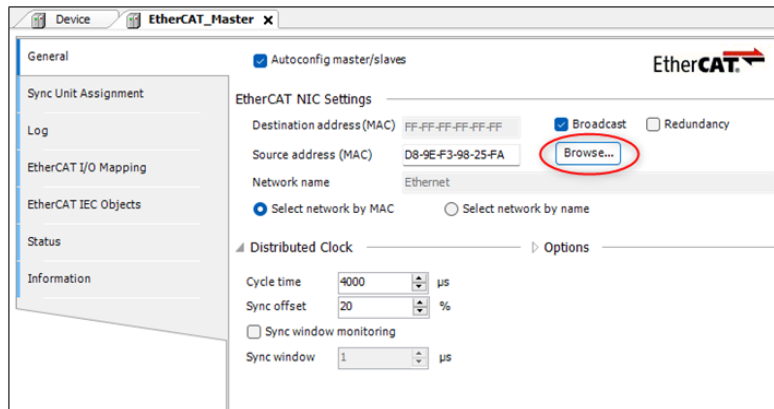 Device EtherCAT_Master
General
Autoconfig master/slaves
EtherCAT.
Sync Unit Assignment
EtherCAT NIC Settings
Log
Destination address (MAC) FF-FF-FF-FF-FF-FF Broadcast Redundancy
Source address (MAC) D8-9E-F3-98-25-FA Browse...
EtherCAT I/O Mapping
Network name Ethernet
EtherCAT IEC Objects
Select network by MAC Select network by name
Status
Distributed Clock Options
Information
Cycle time 4000 µs
Sync offset 20 %
Sync window monitoring
Sync window 1 µs